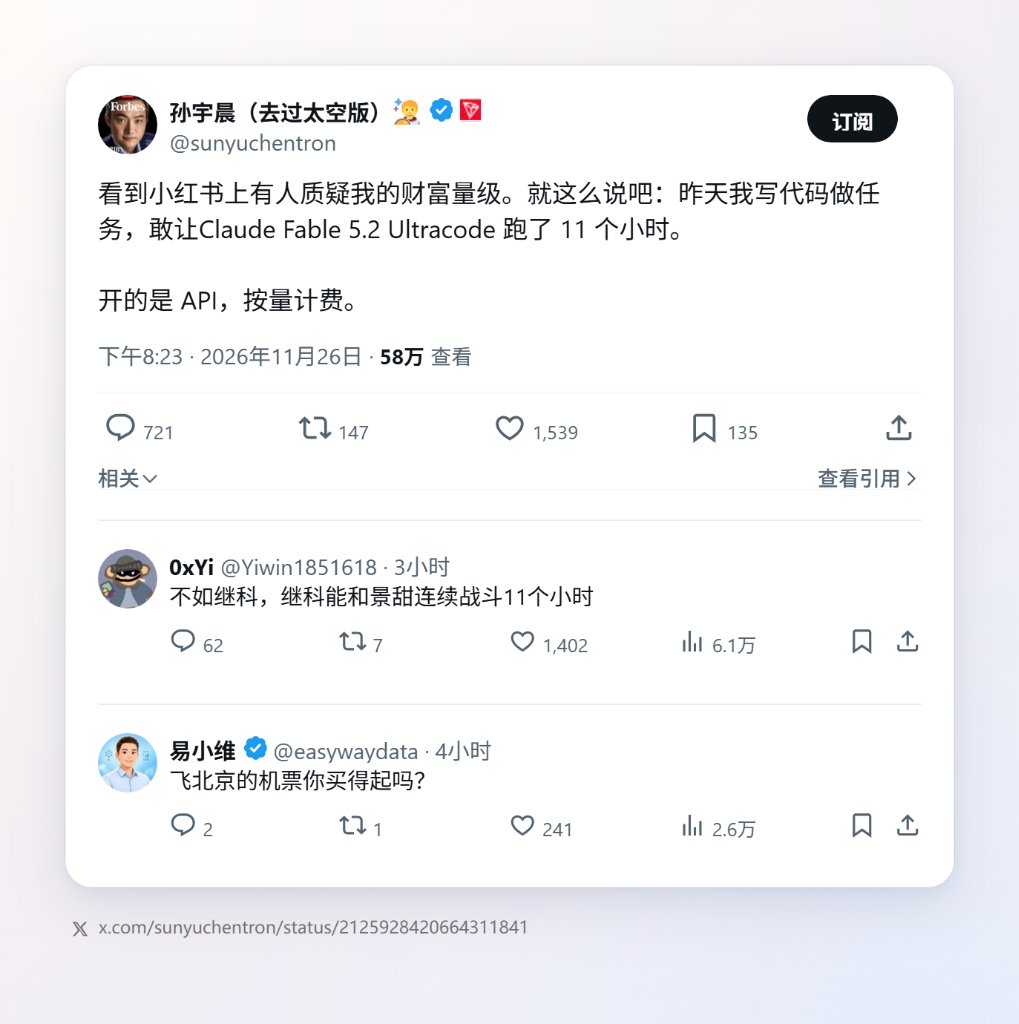 Forbes
孙宇晨（去过太空版）
@sunyuchentron
订阅
看到小红书上有人质疑我的财富量级。就这么说吧：昨天我写代码做任
务，敢让Claude Fable 5.2 Ultracode 跑了 11 个小时。
开的是 API，按量计费。
下午8:23 · 2026年11月26日 · 58万 查看
721 147 1,539 135
相关 查看引用
0xYi @Yiwin1851618 · 3小时
不如继科，继科能和景甜连续战斗11个小时
62 7 1,402 6.1万
易小维 @easywaydata · 4小时
飞北京的机票你买得起吗？
2 1 241 2.6万
x.com/sunyuchentron/status/2125928420664311841